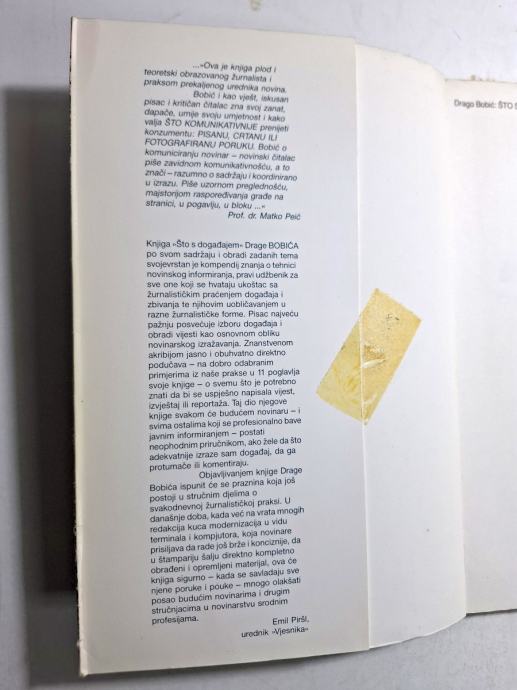 ...»Ova je knjiga plod i
teoretski obrazovanog žurnalista i
praksom prekaljenog urednika novina.
Bobić i kao vješt, iskusan
pisac i kritičan čitalac zna svoj zanat,
dapače, umije svoju umjetnost i kako
valja ŠTO KOMUNIKATIVNIJE prenijeti
konzumentu: PISANU, CRTANU ILI
FOTOGRAFIRANU PORUKU. Bobić o
komuniciranju novinar – novinski čitalac
piše zavidnom komunikativnošću, a to
znači – razumno o sadržaju i koordinirano
u izrazu. Piše uzornom preglednošću,
majstorijom raspoređivanja građe na
stranici, u pogavlju, u bloku ...«
Prof. dr. Matko Peić
Knjiga »Što s događajem« Drage BOBIĆA
po svom sadržaju i obradi zadanih tema
svojevrstan je kompendij znanja o tehnici
novinskog informiranja, pravi udžbenik za
sve one koji se hvataju ukoštac sa
žurnalističkim praćenjem događaja i
zbivanja te njihovim uobličavanjem u
razne žurnalističke forme. Pisac najveću
pažnju posvećuje izboru događaja i
obradi vijesti kao osnovnom obliku
novinarskog izražavanja. Znanstvenom
akribijom jasno i obuhvatno direktno
podučava – na dobro odabranim
primjerima iz naše prakse u 11 poglavlja
svoje knjige – o svemu što je potrebno
znati da bi se uspješno napisala vijest,
izvještaj ili reportaža. Taj dio njegove
knjige svakom će budućem novinaru – i
svima ostalima koji se profesionalno bave
javnim informiranjem – postati
neophodnim priručnikom, ako žele da što
adekvatnije izraze sam događaj, da ga
protumače ili komentiraju.
Objavljivanjem knjige Drage
Bobića ispunit će se praznina koja još
postoji u stručnim djelima o
svakodnevnoj žurnalističkoj praksi. U
današnje doba, kada već na vrata mnogih
redakcija kuca modernizacija u vidu
terminala i kompjutora, koja novinare
prisiljava da rade još brže i konciznije, da
u štampariju šalju direktno kompletno
obrađeni i opremljeni materijal, ova će
knjiga sigurno – kada se savladaju sve
njene poruke i pouke – mnogo olakšati
posao budućim novinarima i drugim
stručnjacima u novinarstvu srodnim
profesijama.
Emil Piršl,
urednik »Vjesnika«
Drago Bobić: ŠTO S